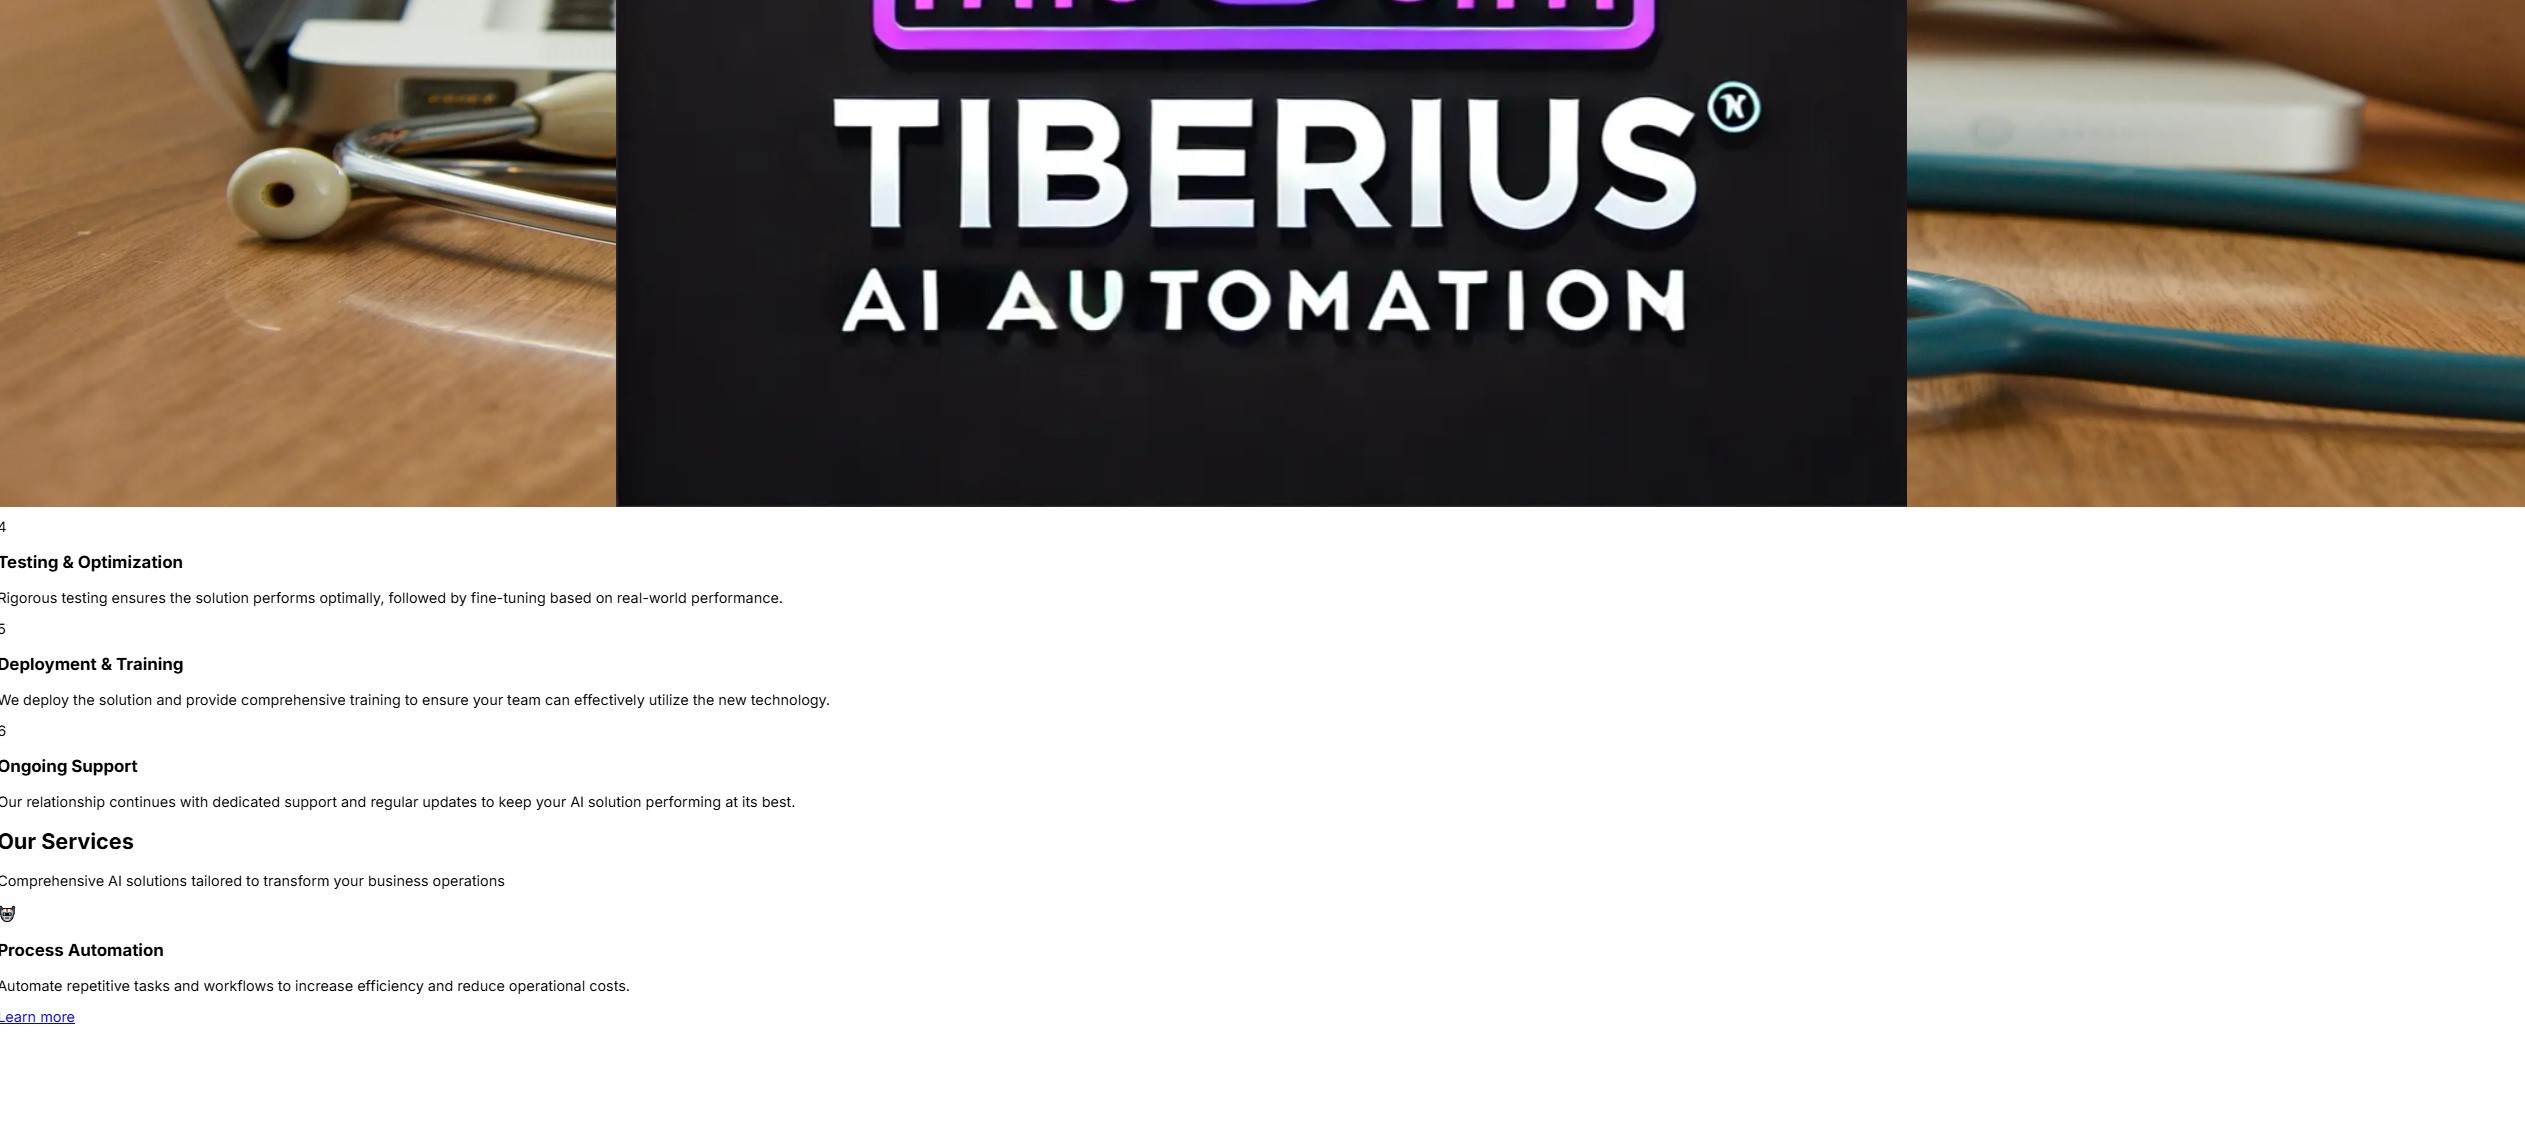 TIBERIUS
AI AUTOMATION
4
Testing & Optimization
Rigorous testing ensures the solution performs optimally, followed by fine-tuning based on real-world performance.
5
Deployment & Training
We deploy the solution and provide comprehensive training to ensure your team can effectively utilize the new technology.
6
Ongoing Support
Our relationship continues with dedicated support and regular updates to keep your AI solution performing at its best.
Our Services
Comprehensive AI solutions tailored to transform your business operations
Process Automation
Automate repetitive tasks and workflows to increase efficiency and reduce operational costs.
Learn more